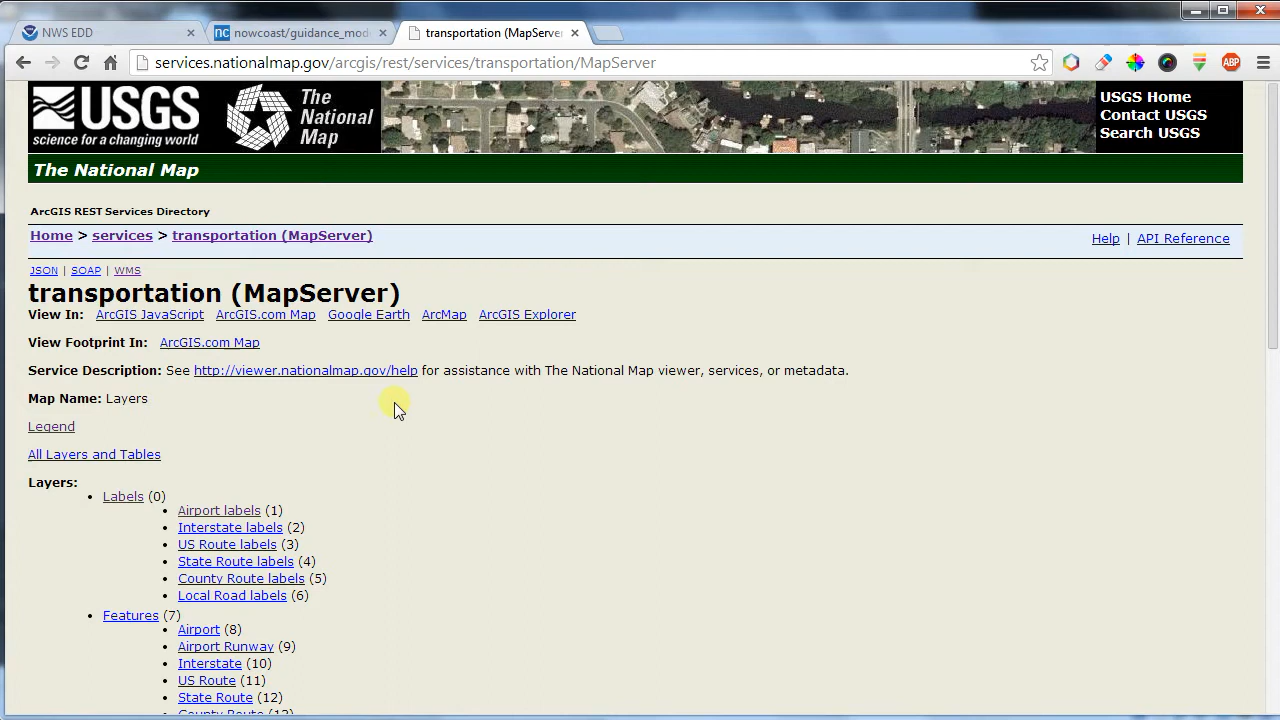 NWS EDD
nowcoast/guidance_mod
transportation (MapServer
services.nationalmap.gov/arcgis/rest/services/transportation/MapServer
ABP
USGS
science for a changing world
The
National
Map
USGS Home
Contact USGS
Search USGS
The National Map
ArcGIS REST Services Directory
Home > services > transportation (MapServer)
Help | API Reference
JSON | SOAP | WMS
transportation (MapServer)
View In: ArcGIS JavaScript ArcGIS.com Map Google Earth ArcMap ArcGIS Explorer
View Footprint In: ArcGIS.com Map
Service Description: See http://viewer.nationalmap.gov/help for assistance with The National Map viewer, services, or metadata.
Map Name: Layers
Legend
All Layers and Tables
Layers:
• Labels (0)
• Airport labels (1)
• Interstate labels (2)
• US Route labels (3)
• State Route labels (4)
• County Route labels (5)
• Local Road labels (6)
• Features (7)
• Airport (8)
• Airport Runway (9)
• Interstate (10)
• US Route (11)
• State Route (12)
• County Route (13)